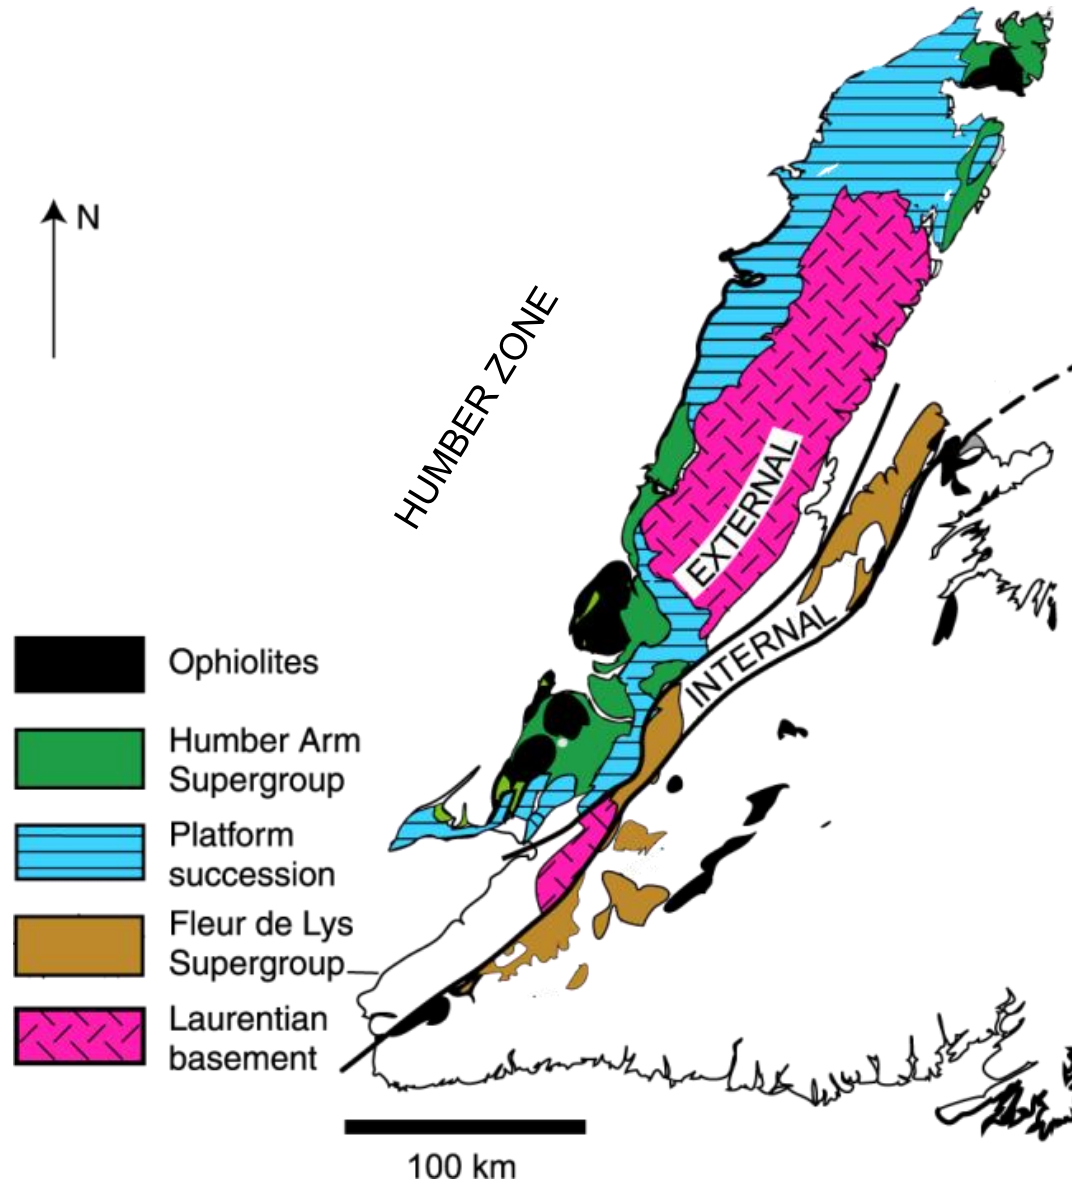 N
HUMBER ZONE
EXTERNAL
INTERNAL
Ophiolites
Humber Arm
Supergroup
Platform
succession
Fleur de Lys
Supergroup
Laurentian
basement
100 km